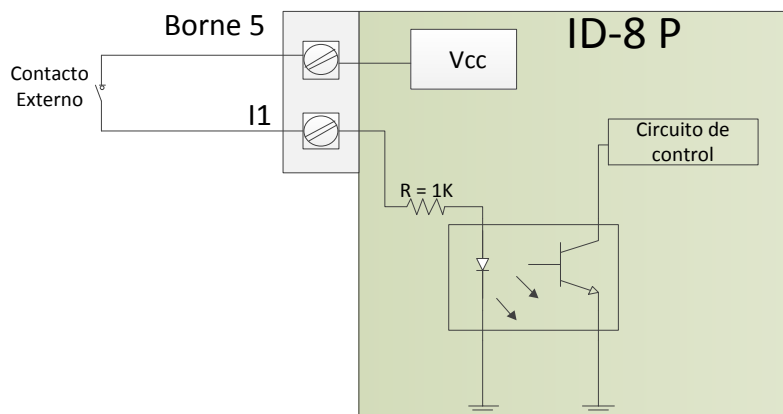 Borne 5
ID-8 P
Vcc
Contacto
Externo
I1
Circuito de
control
R = 1K